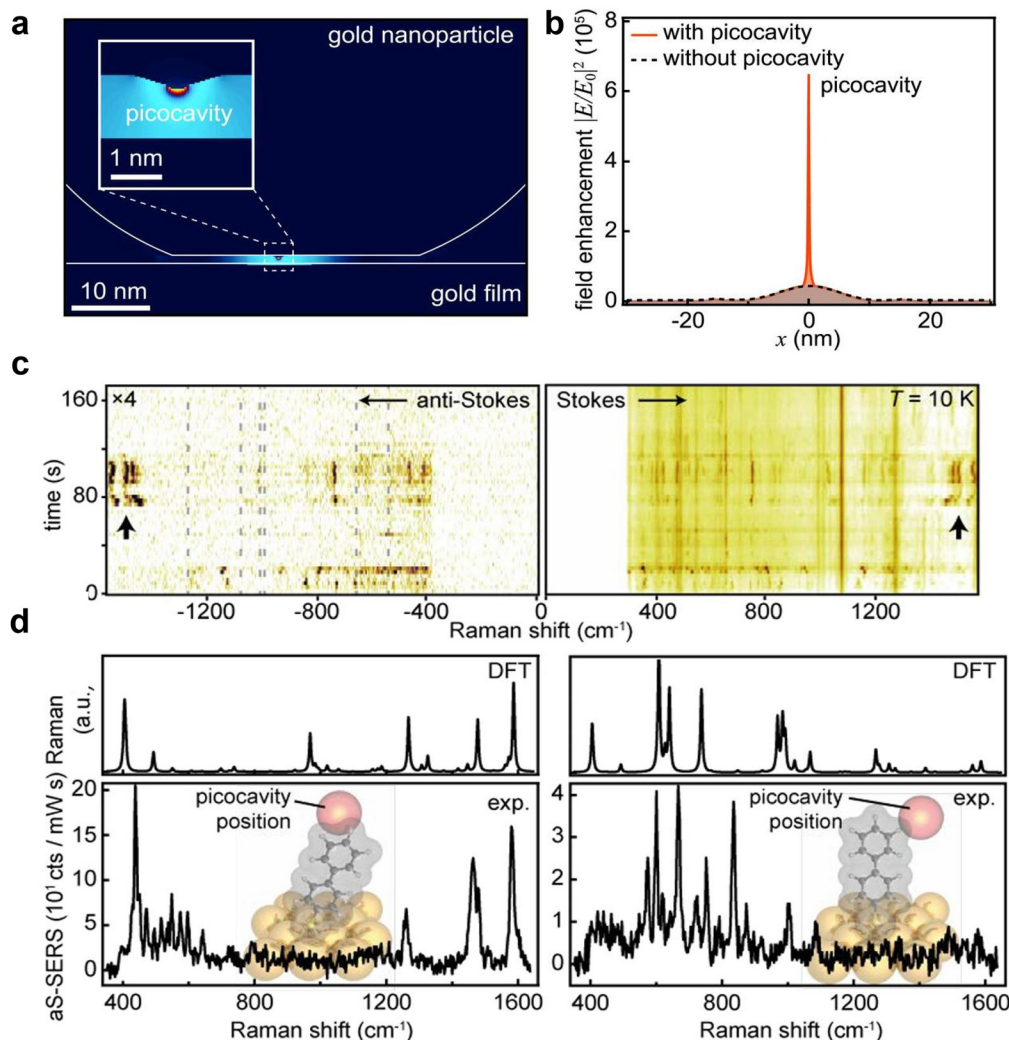 a
gold nanoparticle
picocavity
1 nm
10 nm
gold film
b
field enhancement |E/E₀|² (10⁵)
8
6
4
2
0
with picocavity
without picocavity
picocavity
-20
0
20
x (nm)
c
time (s)
160
80
0
×4
anti-Stokes
Stokes
T = 10 K
-1200
-800
-400
0
400
800
1200
Raman shift (cm⁻¹)
d
Raman
(a.u.,
DFT
DFT
aS-SERS (10¹ cts / mW s)
20
15
10
5
0
exp.
picocavity
position
400
800
1200
1600
Raman shift (cm⁻¹)
4
3
2
1
0
exp.
picocavity
position
400
800
1200
1600
Raman shift (cm⁻¹)